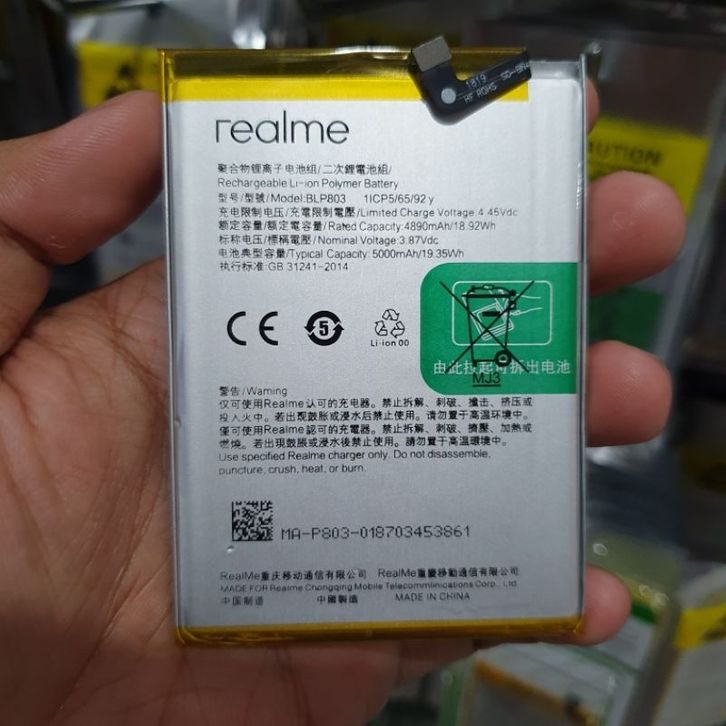 1819
HF ROHS SD-BN4
realme
聚合物锂离子电池組/二次鋰電池組/
Rechargeable Li-ion Polymer Battery
型号/型號/Model:BLP803 1ICP5/65/92 y
充电限制电压/充電限制電壓/Limited Charge Voltage:4.45Vdc
额定容量/額定電容量/Rated Capacity:4890mAh/18.92Wh
标称电压/標稱電壓/Nominal Voltage:3.87Vdc
电池典型容量/Typical Capacity:5000mAh/19.35Wh
执行标准:GB 31241-2014
CE
5
Li-ion 00
由此拉起可拆出电池
MJ3
警告/Waming
仅可使用Realme认可的充电器。禁止拆解、刺破、撞击、挤压或
投入火中。若出现鼓胀或浸水后禁止使用。请勿置于高温环境中。
僅可使用Realme認可的充電器。禁止拆解、刺破、擠壓、加熱或
燃燒。若出現鼓脹或浸水後禁止使用。請勿置于高温環境中。
Use specified Realme charger only. Do not disassemble,
puncture, crush, heat, or burn.
MA-P803-018703453861
RealMe重庆移动通信有限公司 RealMe重慶移動通信有限公司
MADE FOR Realme Chongqing Mobile Telecommunications Corp., Ltd.
中国制造 中國製造 MADE IN CHINA
CAUTION